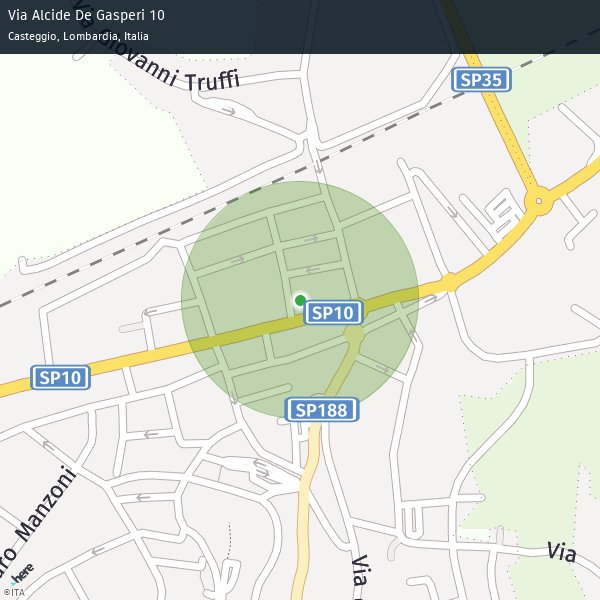 Via Alcide De Gasperi 10
Casteggio, Lombardia, Italia
Via Giovanni Truffi
SP35
SP10
SP10
SP188
Manzoni
Via
Via
here
©ITA